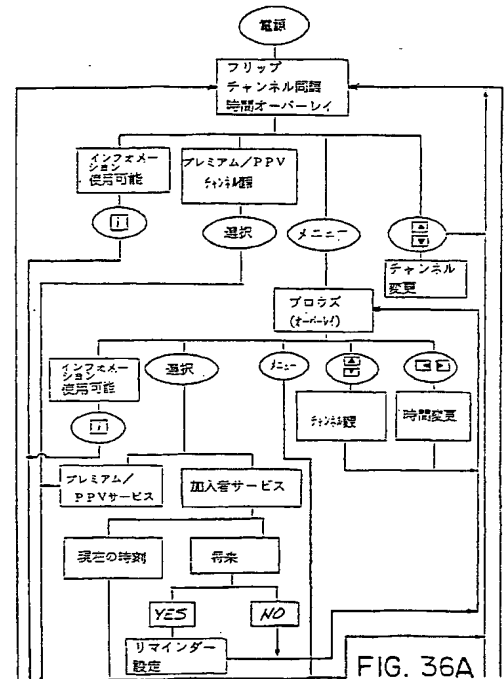 電源
フリップ
チャンネル同調
時間オーバーレイ
インフォメー
ション
使用可能
プレミアム/PPV
チャンネル
i
選択
メニュー
チャンネル
変更
ブロウズ
(オーバーレイ)
インフォメー
ション
使用可能
選択
メニュー
i
チャンネル
時間変更
プレミアム/
PPVサービス
加入者サービス
現在の時刻
将来
YES
NO
リマインダー
設定
FIG. 36A